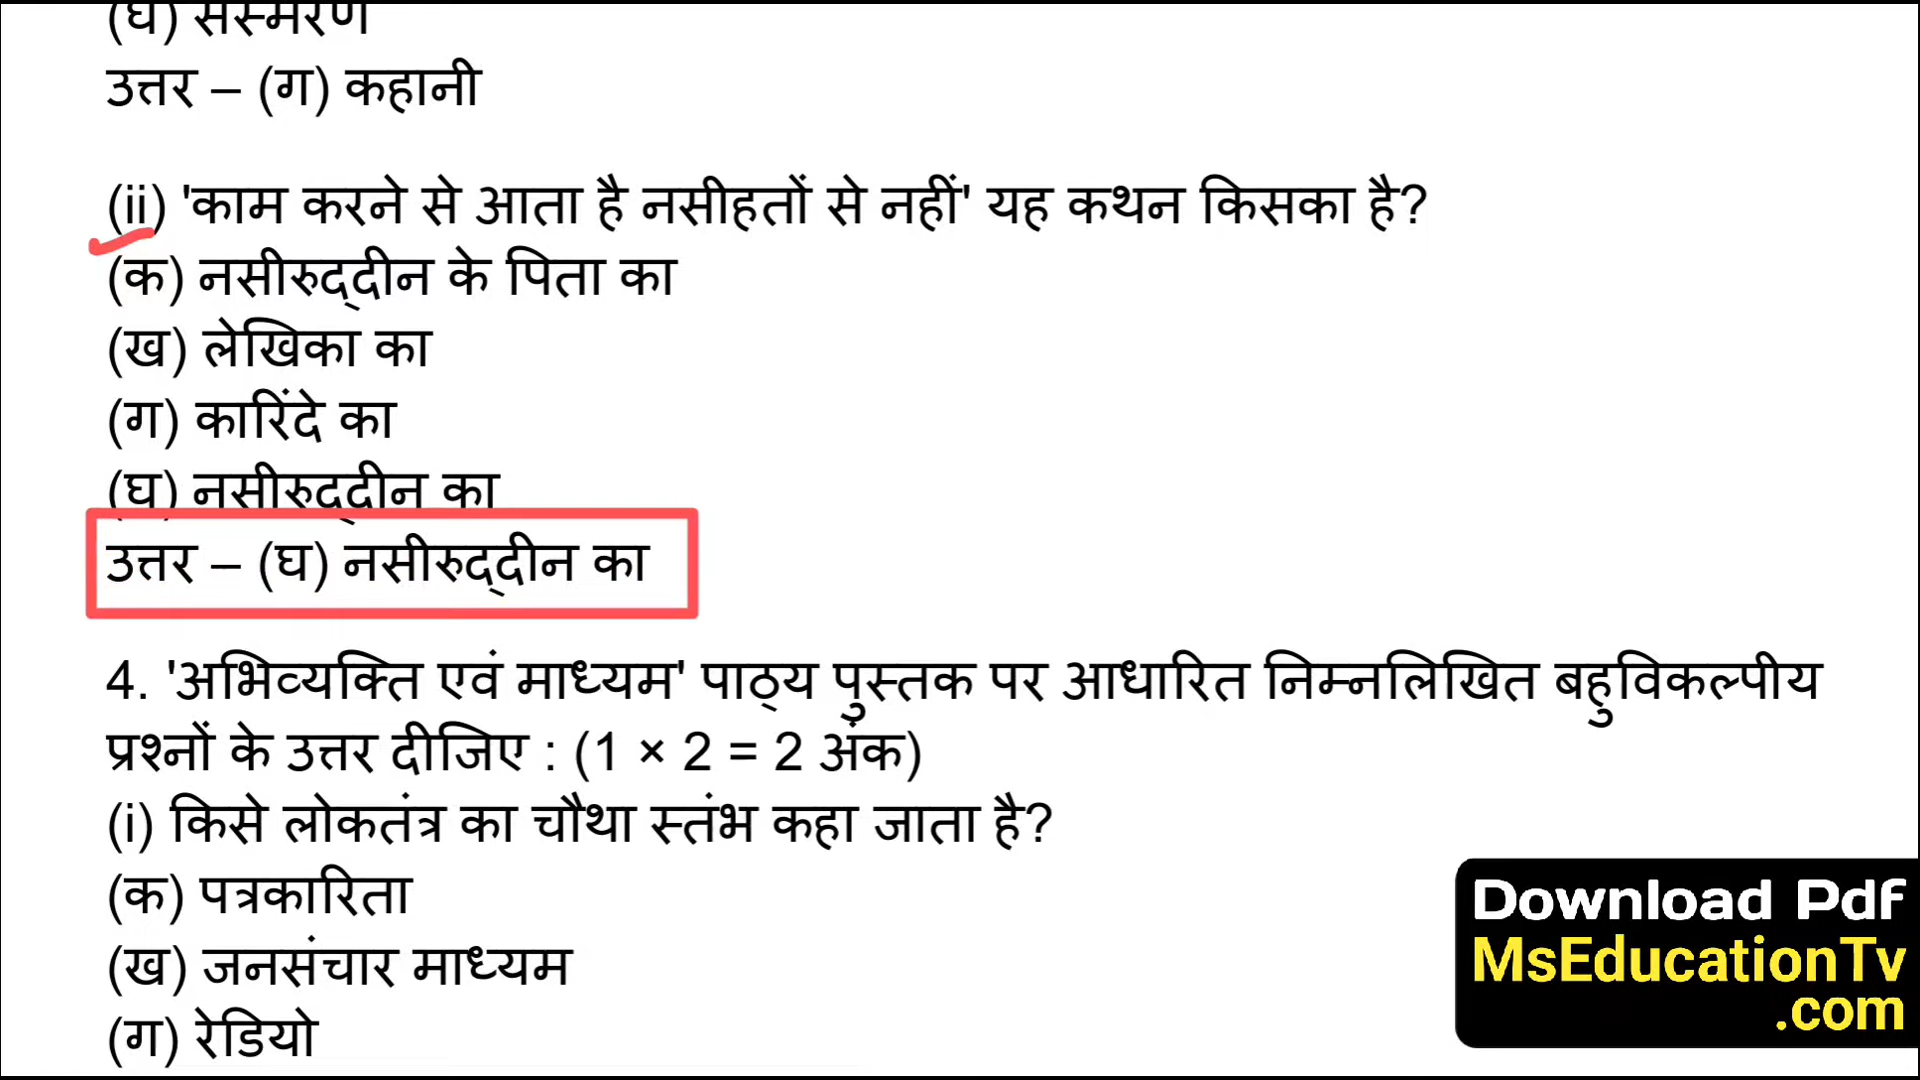 (घ) संस्मरण
उत्तर – (ग) कहानी
(ii) 'काम करने से आता है नसीहतों से नहीं' यह कथन किसका है?
(क) नसीरुद्दीन के पिता का
(ख) लेखिका का
(ग) कारिंदे का
(घ) नसीरुद्दीन का
उत्तर – (घ) नसीरुद्दीन का
4. 'अभिव्यक्ति एवं माध्यम' पाठ्य पुस्तक पर आधारित निम्नलिखित बहुविकल्पीय
प्रश्नों के उत्तर दीजिए : (1 × 2 = 2 अंक)
(i) किसे लोकतंत्र का चौथा स्तंभ कहा जाता है?
(क) पत्रकारिता
(ख) जनसंचार माध्यम
(ग) रेडियो
Download Pdf
MsEducationTv
.com